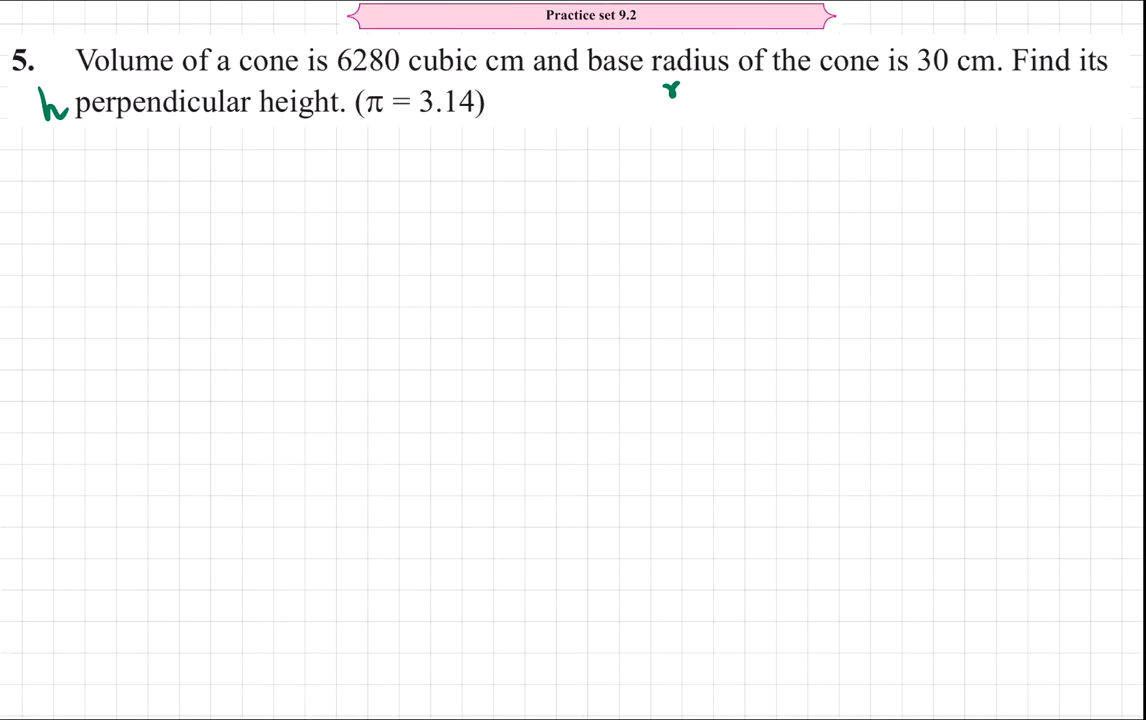 Practice set 9.2
5. Volume of a cone is 6280 cubic cm and base radius of the cone is 30 cm. Find its
r
h perpendicular height. (π = 3.14)